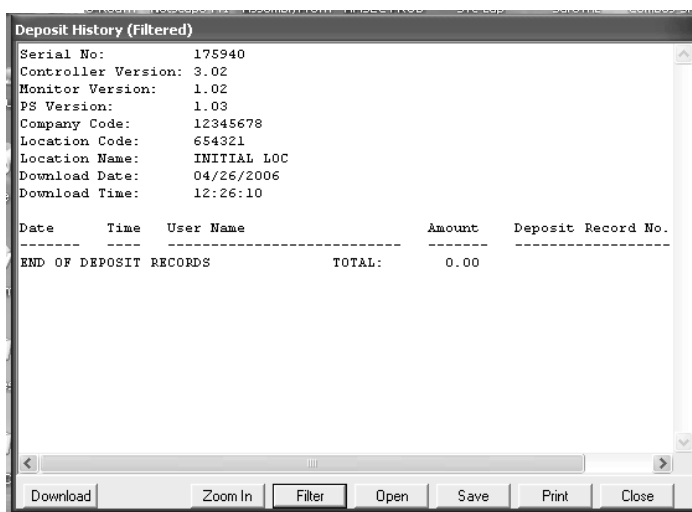 Deposit History (Filtered)
Serial No: 175940
Controller Version: 3.02
Monitor Version: 1.02
PS Version: 1.03
Company Code: 12345678
Location Code: 654321
Location Name: INITIAL LOC
Download Date: 04/26/2006
Download Time: 12:26:10
Date Time User Name Amount Deposit Record No.
------- ---- --------------------------- ------- ------------------
END OF DEPOSIT RECORDS TOTAL: 0.00
Download Zoom In Filter Open Save Print Close